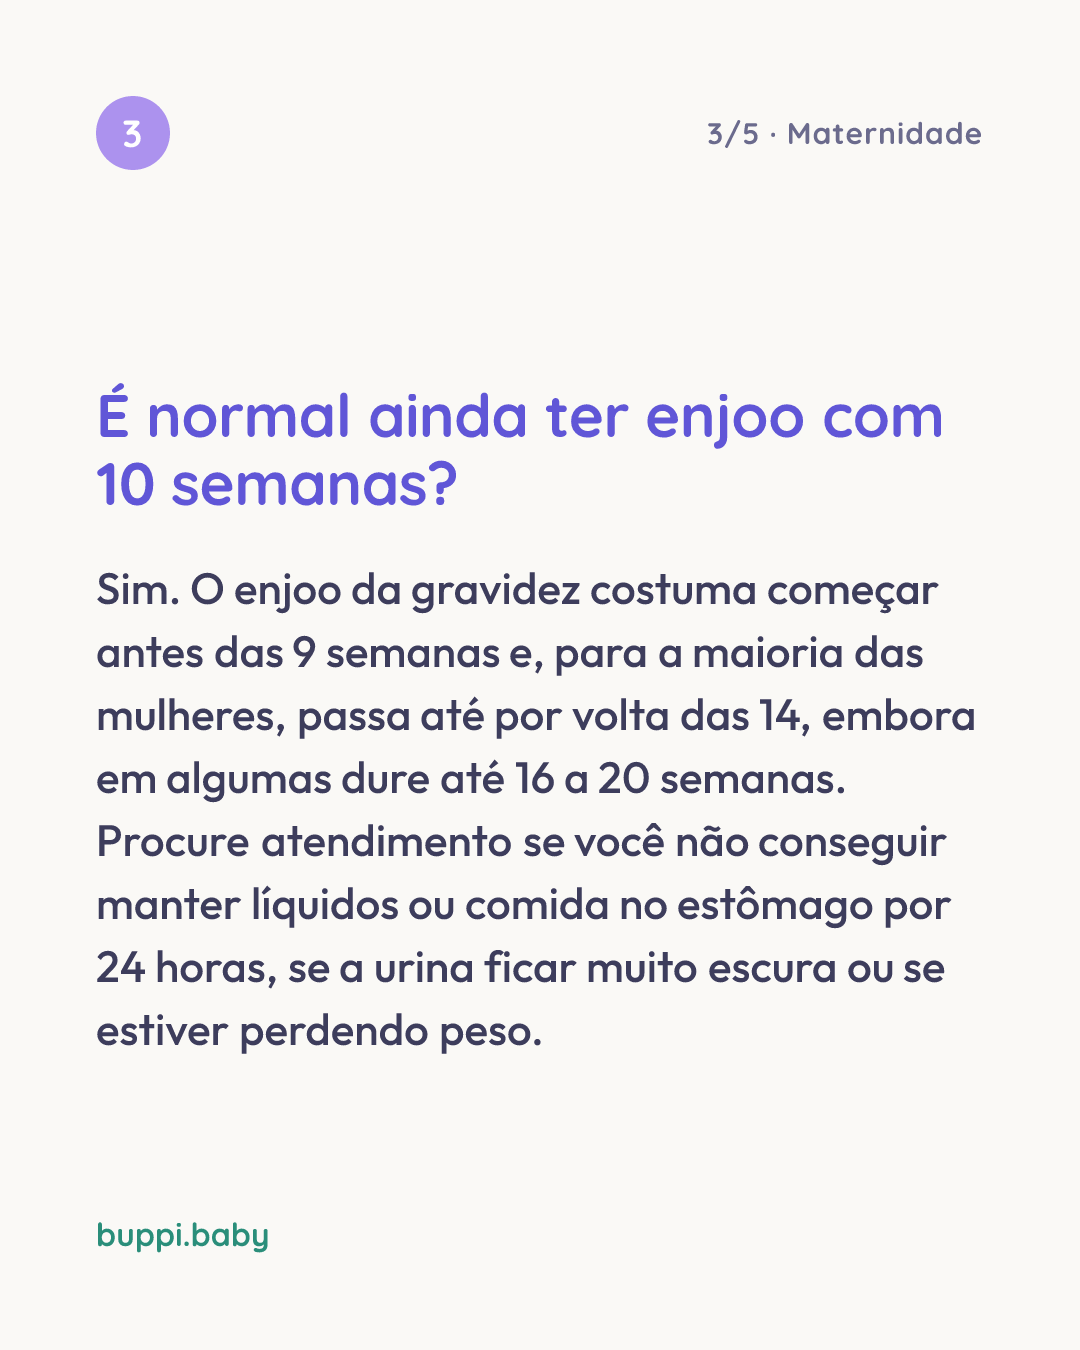 3
3/5 · Maternidade
É normal ainda ter enjoo com
10 semanas?
Sim. O enjoo da gravidez costuma começar
antes das 9 semanas e, para a maioria das
mulheres, passa até por volta das 14, embora
em algumas dure até 16 a 20 semanas.
Procure atendimento se você não conseguir
manter líquidos ou comida no estômago por
24 horas, se a urina ficar muito escura ou se
estiver perdendo peso.
buppi.baby